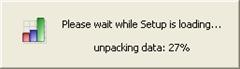 Please wait while Setup is loading...
unpacking data: 27%